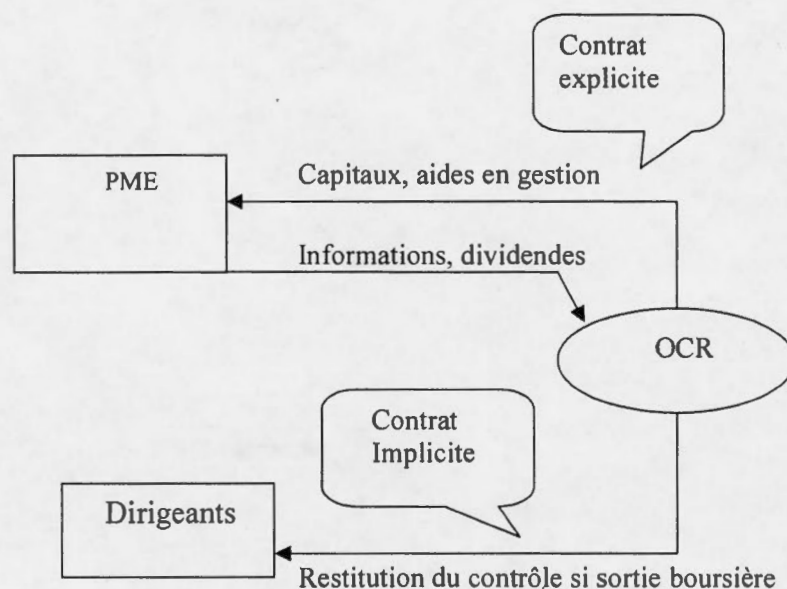 Contrat
explicite
PME
Capitaux, aides en gestion
Informations, dividendes
OCR
Contrat
Implicite
Dirigeants
Restitution du contrôle si sortie boursière